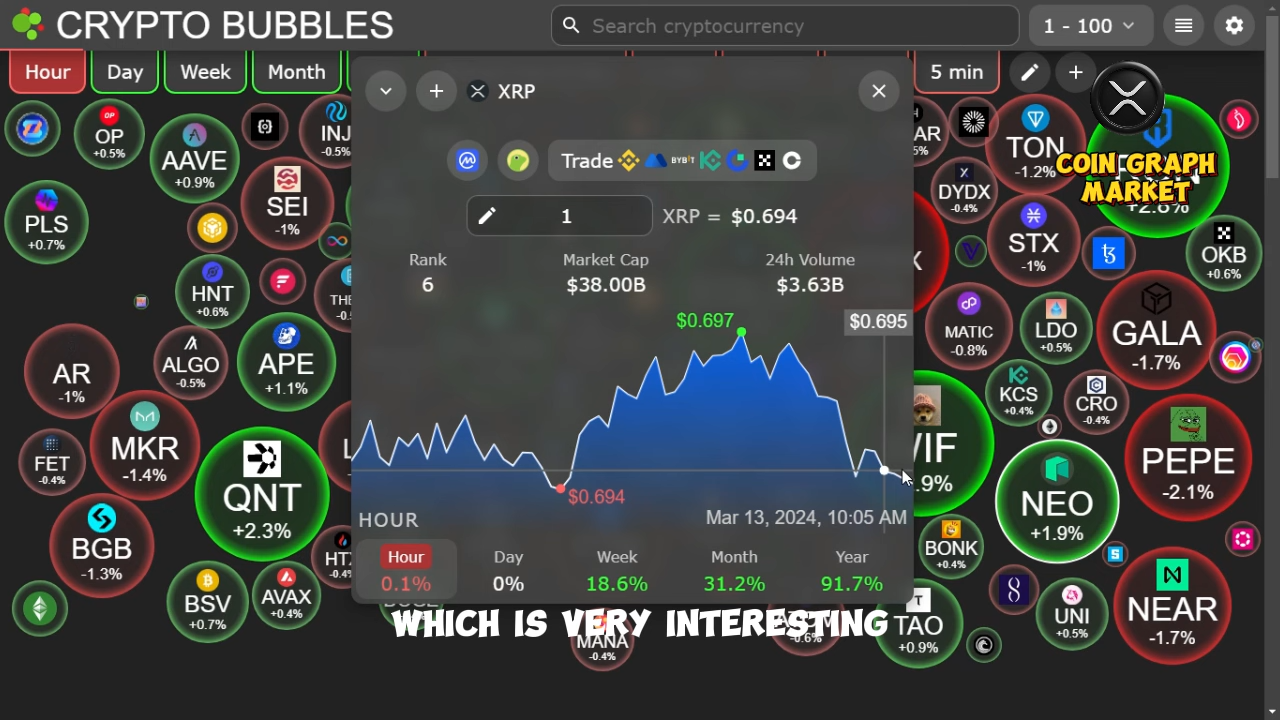 CRYPTO BUBBLES
Search cryptocurrency
1 - 100
Hour
Day
Week
Month
5 min
XRP
COIN GRAPH
MARKET
Trade
BYBIT
1
XRP = $0.694
Rank
Market Cap
24h Volume
6
$38.00B
$3.63B
$0.697
$0.695
$0.694
HOUR
Mar 13, 2024, 10:05 AM
Hour
Day
Week
Month
Year
0.1%
0%
18.6%
31.2%
91.7%
WHICH IS VERY INTERESTING
OP
+0.5%
AAVE
+0.9%
INJ
-0.5%
SEI
-1%
PLS
+0.7%
HNT
+0.6%
ALGO
-0.5%
APE
+1.1%
AR
-1%
MKR
-1.4%
FET
-0.4%
QNT
+2.3%
BGB
-1.3%
HTX
-0.4%
BSV
+0.7%
AVAX
+0.4%
MANA
-0.4%
TON
-1.2%
DYDX
-0.4%
+2.6%
STX
-1%
OKB
+0.6%
MATIC
-0.8%
LDO
+0.5%
GALA
-1.7%
KCS
+0.4%
CRO
-0.4%
WIF
.9%
NEO
+1.9%
PEPE
-2.1%
BONK
+0.4%
TAO
+0.9%
UNI
+0.5%
NEAR
-1.7%